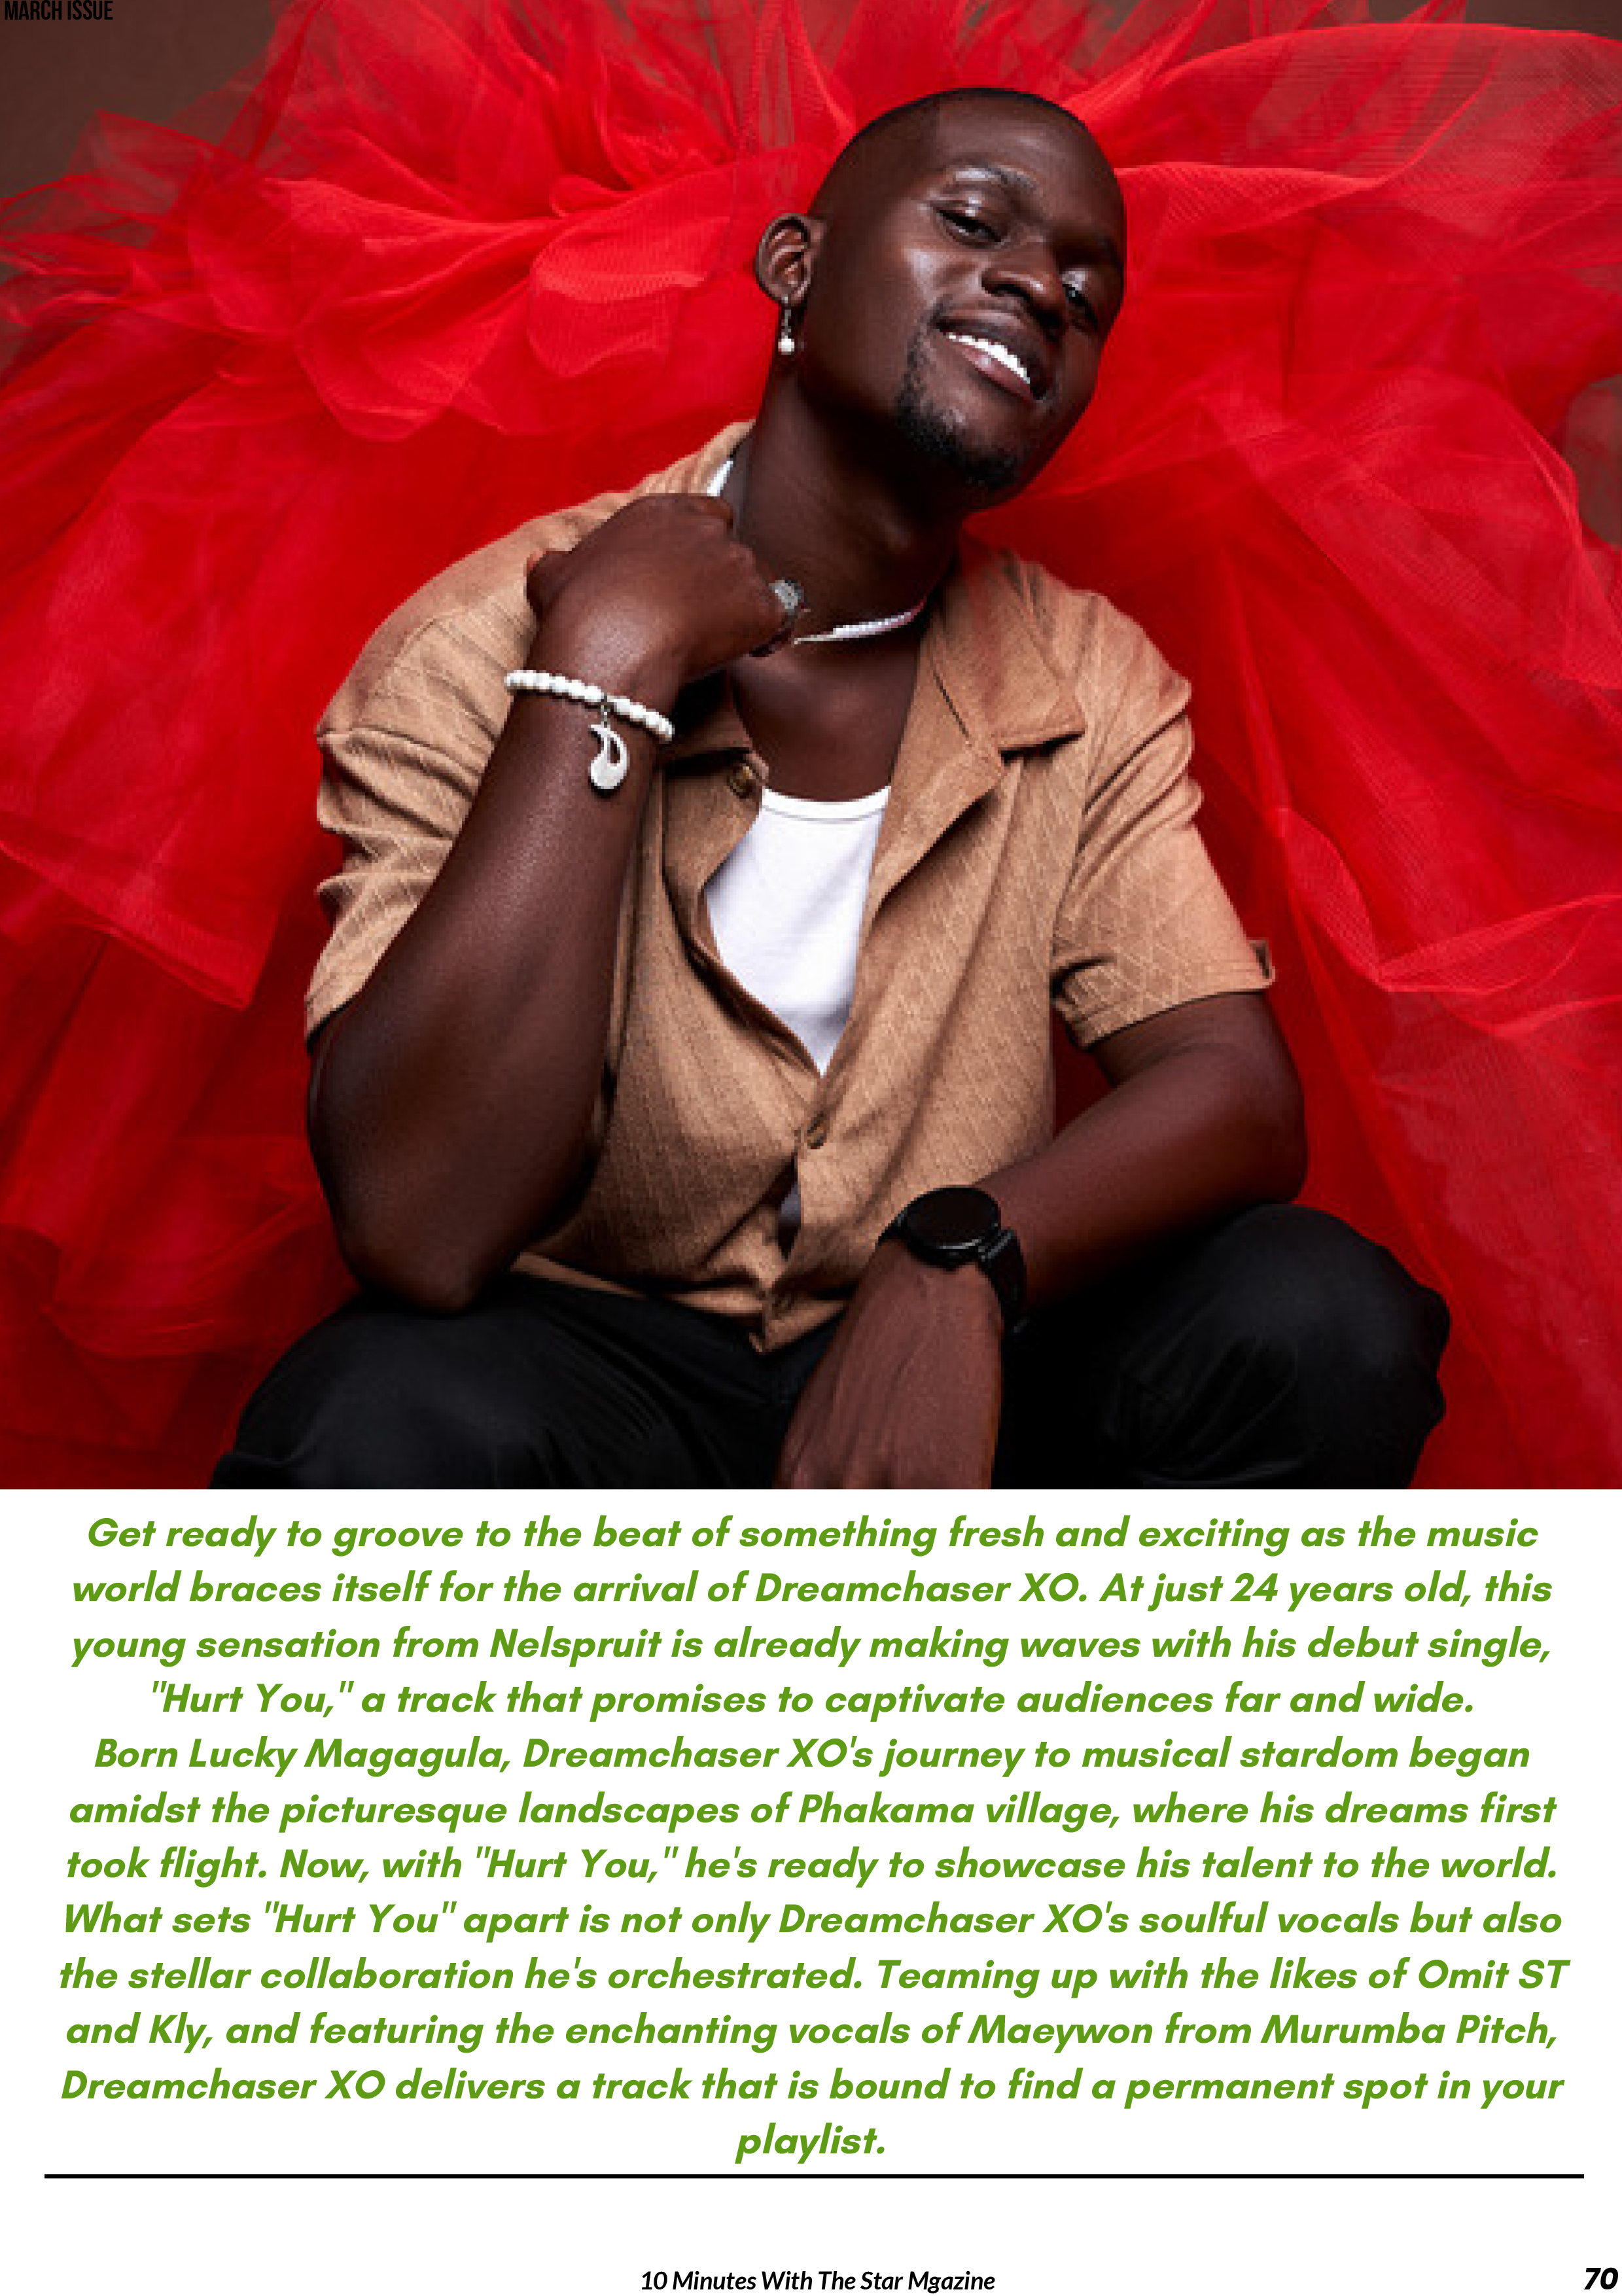 MARCH ISSUE
Get ready to groove to the beat of something fresh and exciting as the music
world braces itself for the arrival of Dreamchaser XO. At just 24 years old, this
young sensation from Nelspruit is already making waves with his debut single,
"Hurt You," a track that promises to captivate audiences far and wide.
Born Lucky Magagula, Dreamchaser XO's journey to musical stardom began
amidst the picturesque landscapes of Phakama village, where his dreams first
took flight. Now, with "Hurt You," he's ready to showcase his talent to the world.
What sets "Hurt You" apart is not only Dreamchaser XO's soulful vocals but also
the stellar collaboration he's orchestrated. Teaming up with the likes of Omit ST
and Kly, and featuring the enchanting vocals of Maeywon from Murumba Pitch,
Dreamchaser XO delivers a track that is bound to find a permanent spot in your
playlist.
10 Minutes With The Star Mgazine
70